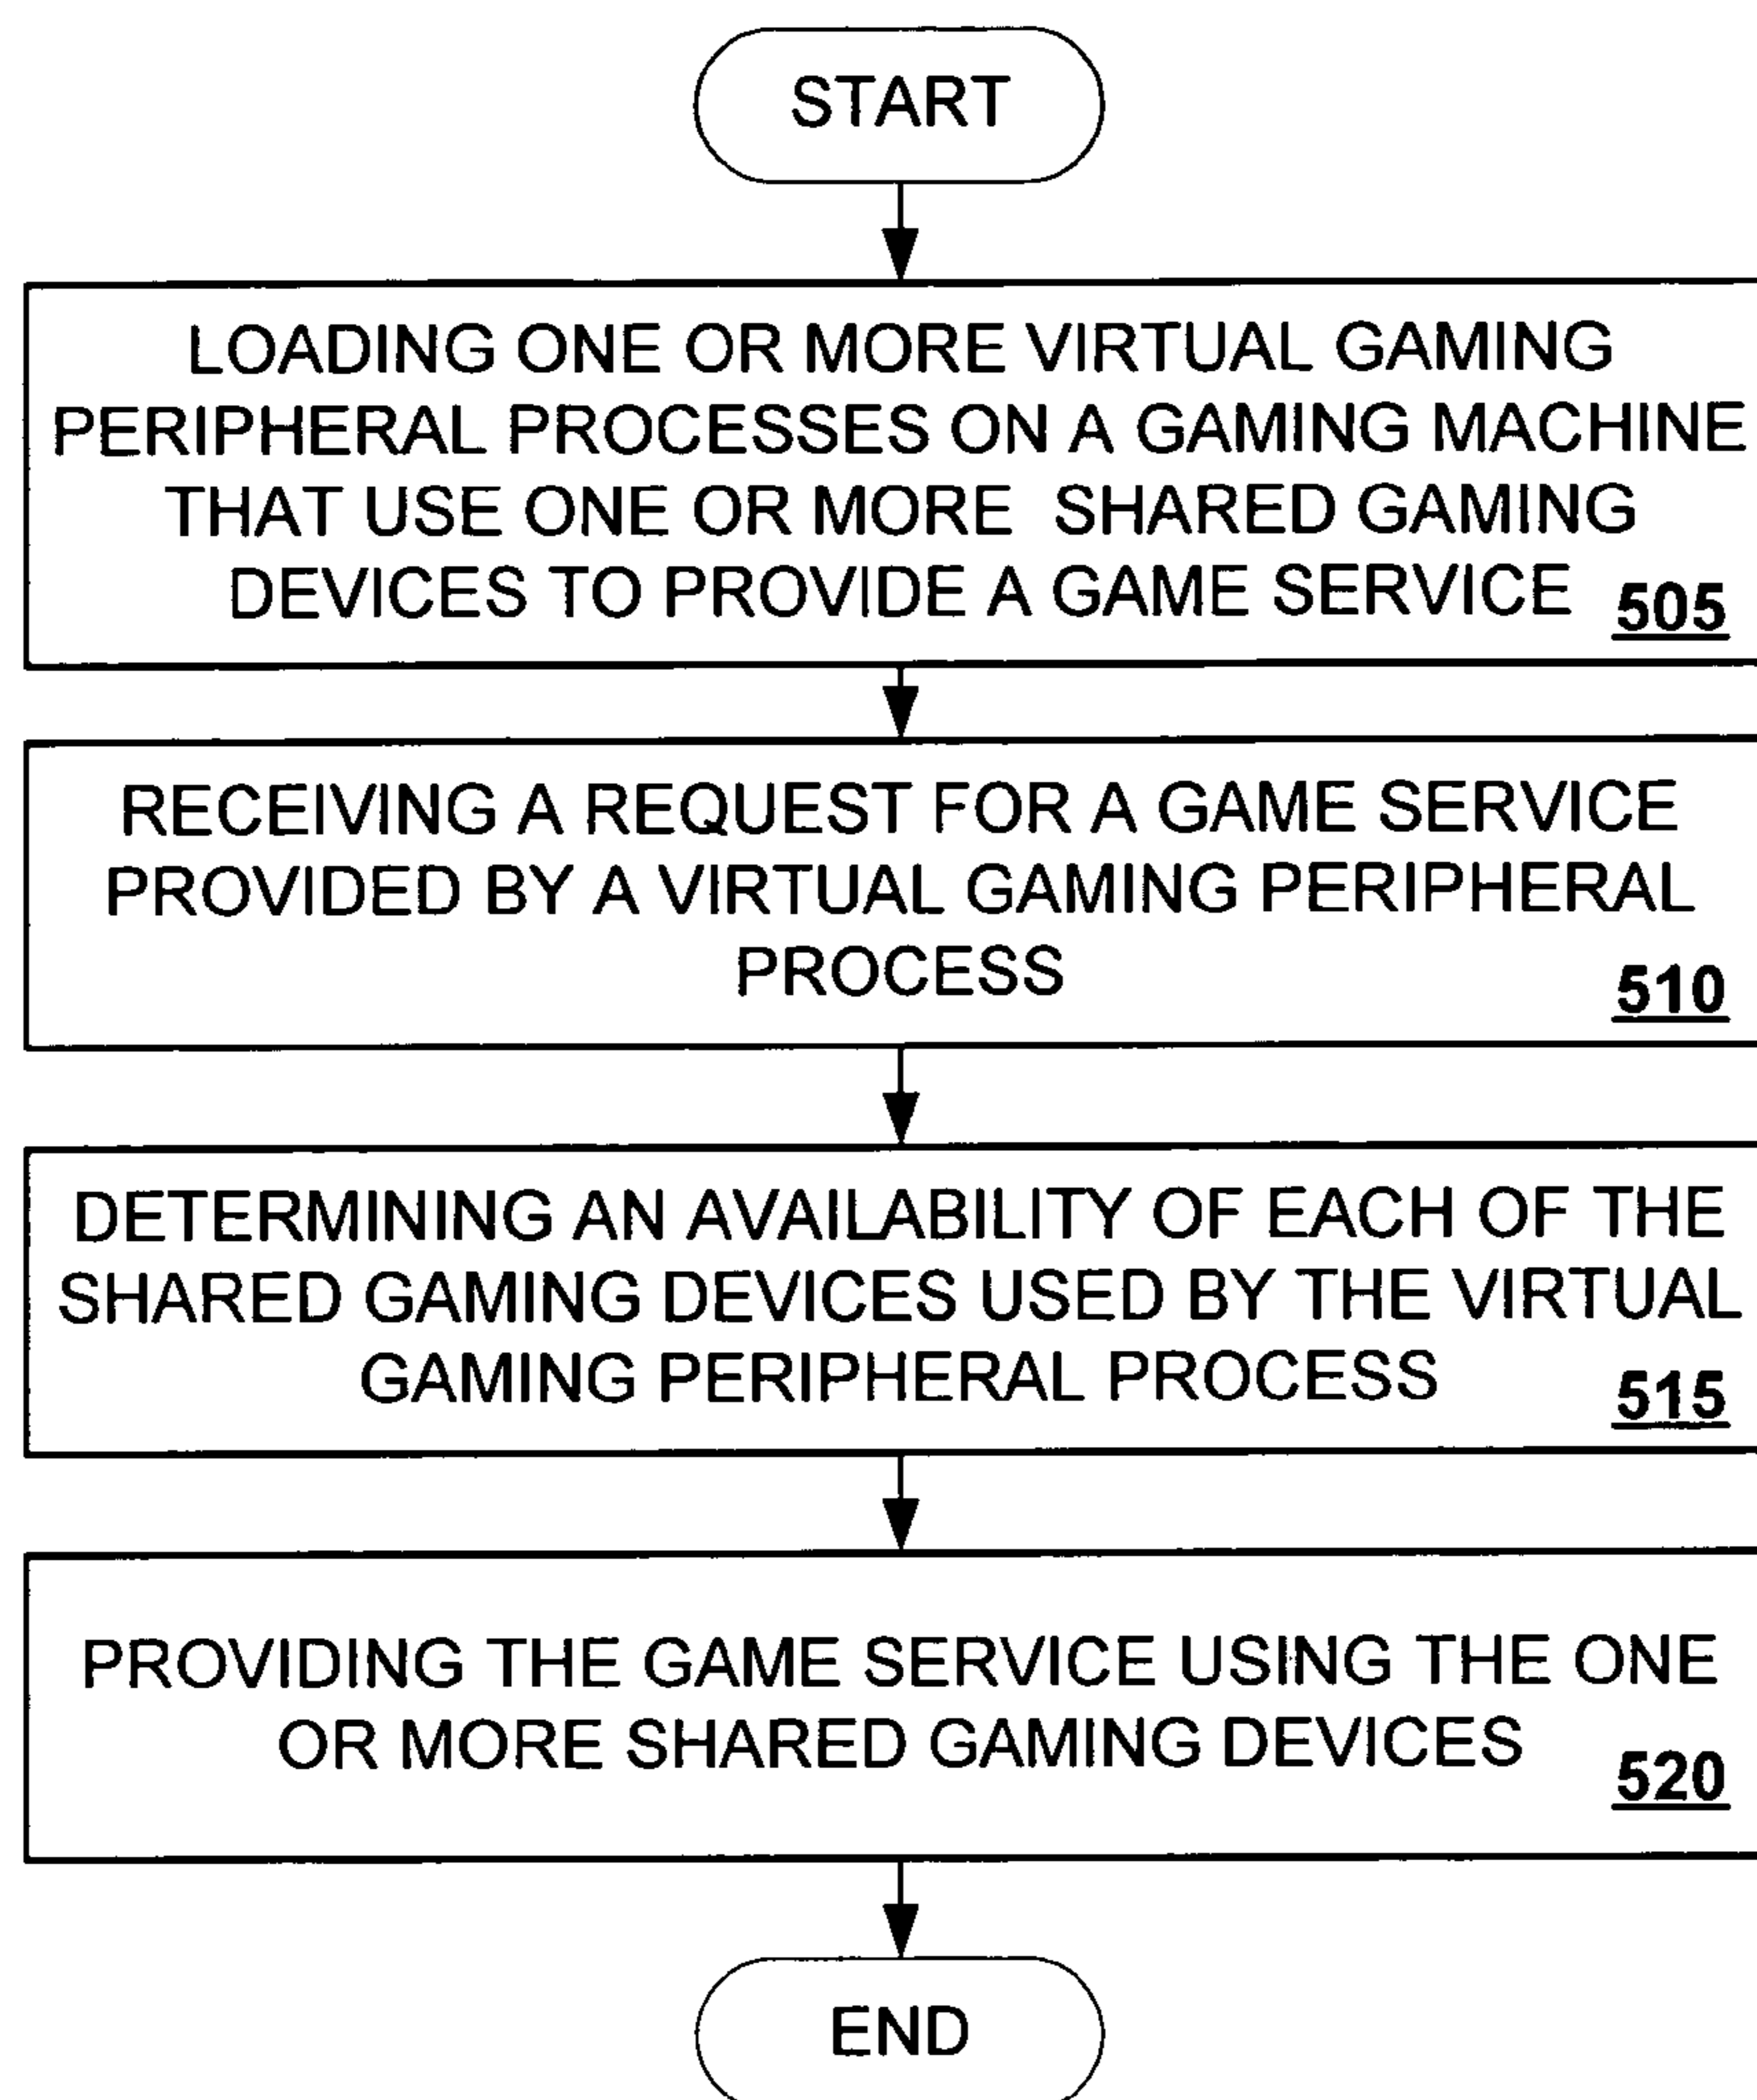 START
LOADING ONE OR MORE VIRTUAL GAMING
PERIPHERAL PROCESSES ON A GAMING MACHINE
THAT USE ONE OR MORE SHARED GAMING
DEVICES TO PROVIDE A GAME SERVICE 505
RECEIVING A REQUEST FOR A GAME SERVICE
PROVIDED BY A VIRTUAL GAMING PERIPHERAL
PROCESS
510
DETERMINING AN AVAILABILITY OF EACH OF THE
SHARED GAMING DEVICES USED BY THE VIRTUAL
GAMING PERIPHERAL PROCESS 515
PROVIDING THE GAME SERVICE USING THE ONE
OR MORE SHARED GAMING DEVICES
520
END